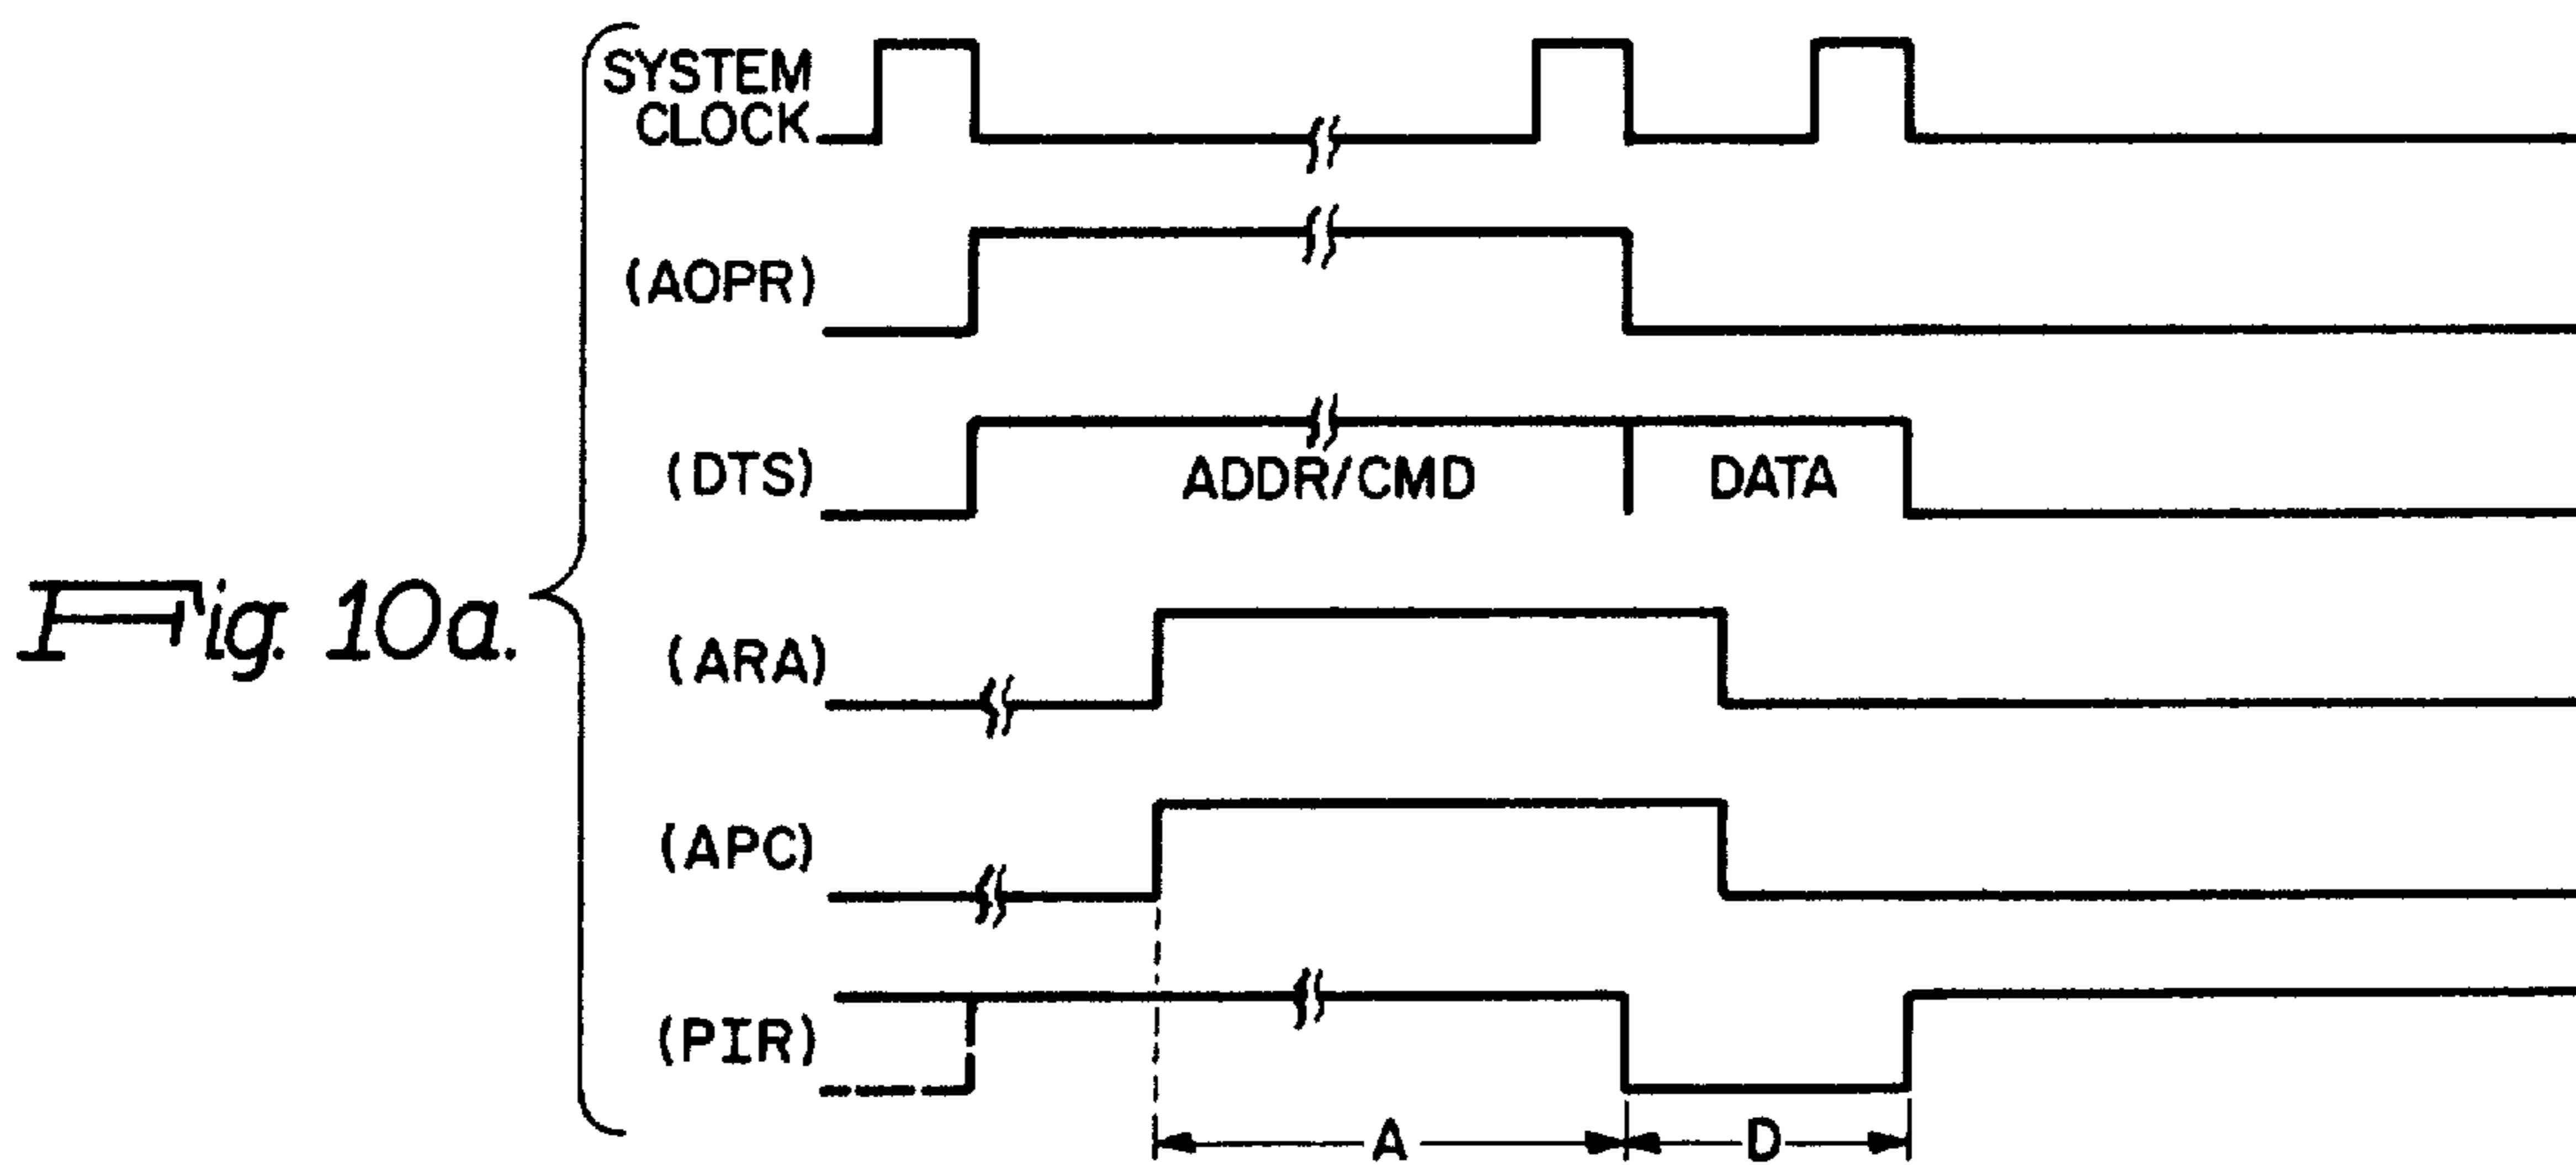 SYSTEM
CLOCK
(AOPR)
(DTS)
ADDR/CMD DATA
Fig. 10a.
(ARA)
(APC)
(PIR)
A D